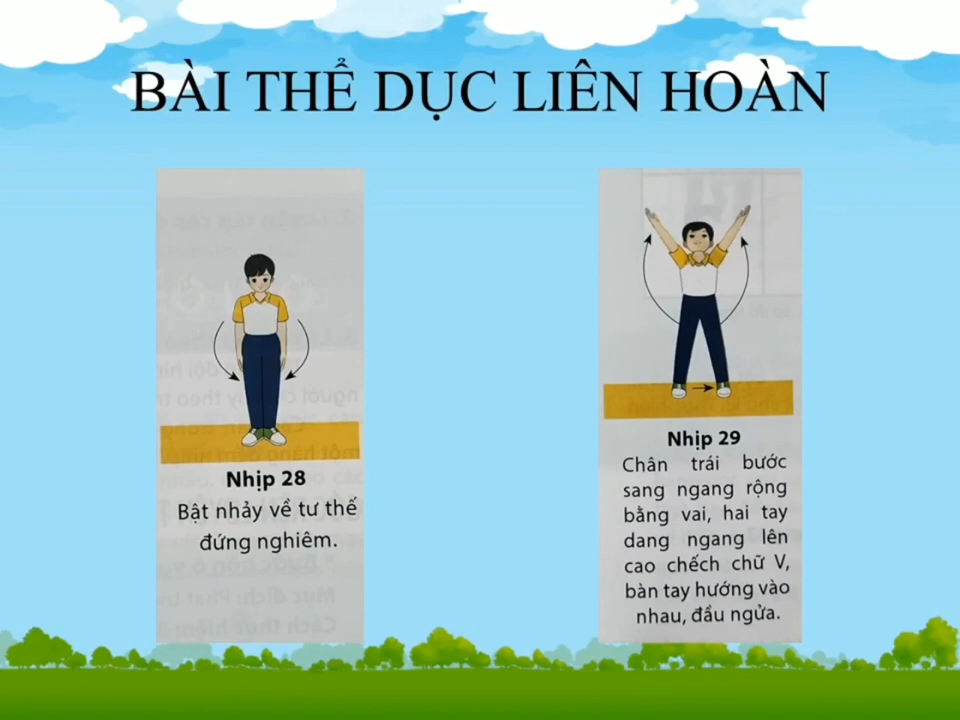 BÀI THỂ DỤC LIÊN HOÀN
Nhịp 28
Bật nhảy về tư thế
đứng nghiêm.
Nhịp 29
Chân trái bước
sang ngang rộng
bằng vai, hai tay
dang ngang lên
cao chếch chữ V,
bàn tay hướng vào
nhau, đầu ngửa.